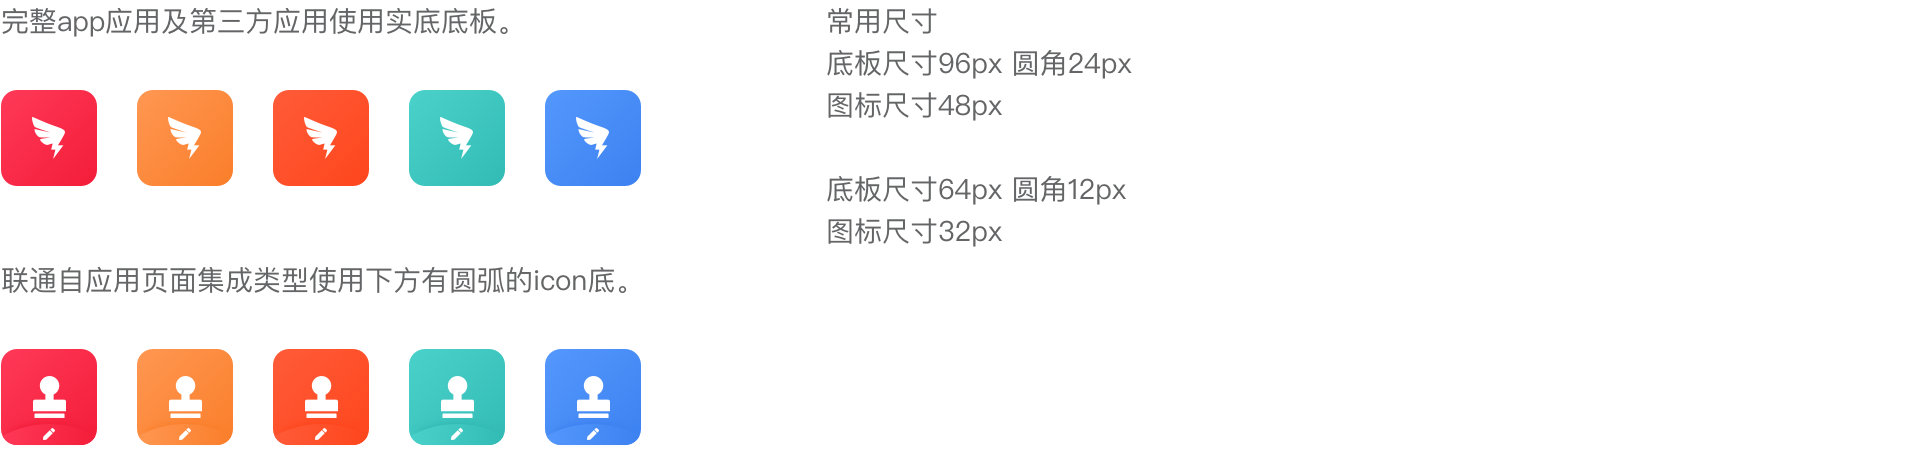 完整app应用及第三方应用使用实底底板。
常用尺寸
底板尺寸96px 圆角24px
图标尺寸48px
底板尺寸64px 圆角12px
图标尺寸32px
联通自应用页面集成类型使用下方有圆弧的icon底。